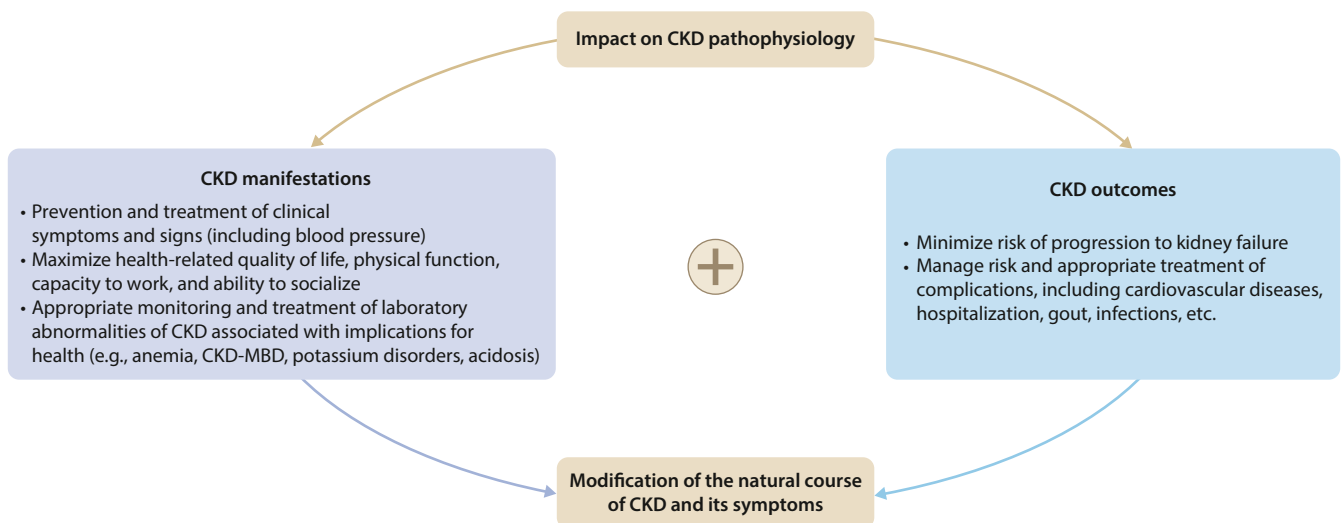 Impact on CKD pathophysiology
CKD manifestations
• Prevention and treatment of clinical
symptoms and signs (including blood pressure)
• Maximize health-related quality of life, physical function,
capacity to work, and ability to socialize
• Appropriate monitoring and treatment of laboratory
abnormalities of CKD associated with implications for
health (e.g., anemia, CKD-MBD, potassium disorders, acidosis)
CKD outcomes
• Minimize risk of progression to kidney failure
• Manage risk and appropriate treatment of
complications, including cardiovascular diseases,
hospitalization, gout, infections, etc.
Modification of the natural course
of CKD and its symptoms